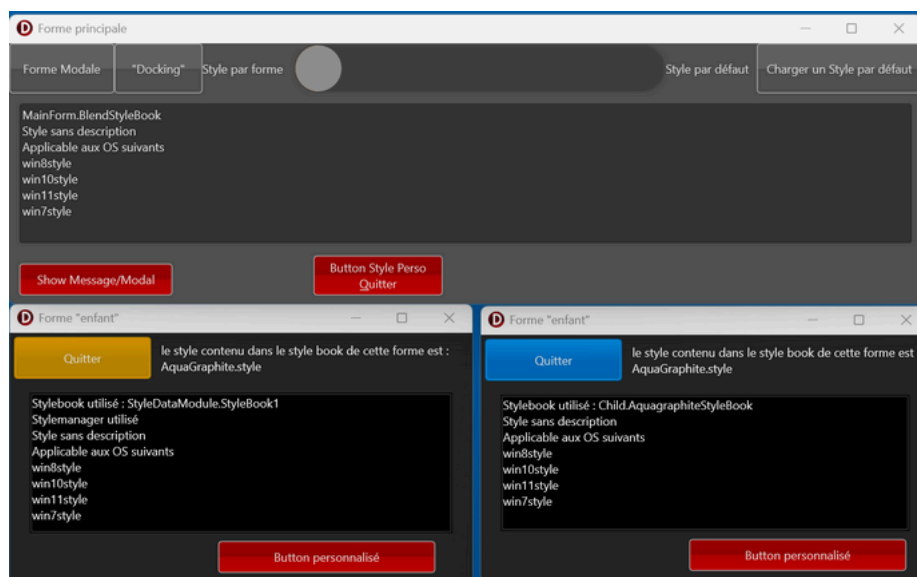 Forme principale
Forme Modale
"Docking"
Style par forme
Style par défaut
Charger un Style par défaut
MainForm.BlendStyleBook
Style sans description
Applicable aux OS suivants
win8style
win10style
win11style
win7style
Show Message/Modal
Button Style Perso
Quitter
Forme "enfant"
Quitter
le style contenu dans le style book de cette forme est :
AquaGraphite.style
Stylebook utilisé : StyleDataModule.StyleBook1
Stylemanager utilisé
Style sans description
Applicable aux OS suivants
win8style
win10style
win11style
win7style
Button personnalisé
Forme "enfant"
Quitter
le style contenu dans le style book de cette forme est
AquaGraphite.style
Stylebook utilisé : Child.AquagraphiteStyleBook
Style sans description
Applicable aux OS suivants
win8style
win10style
win11style
win7style
Button personnalisé